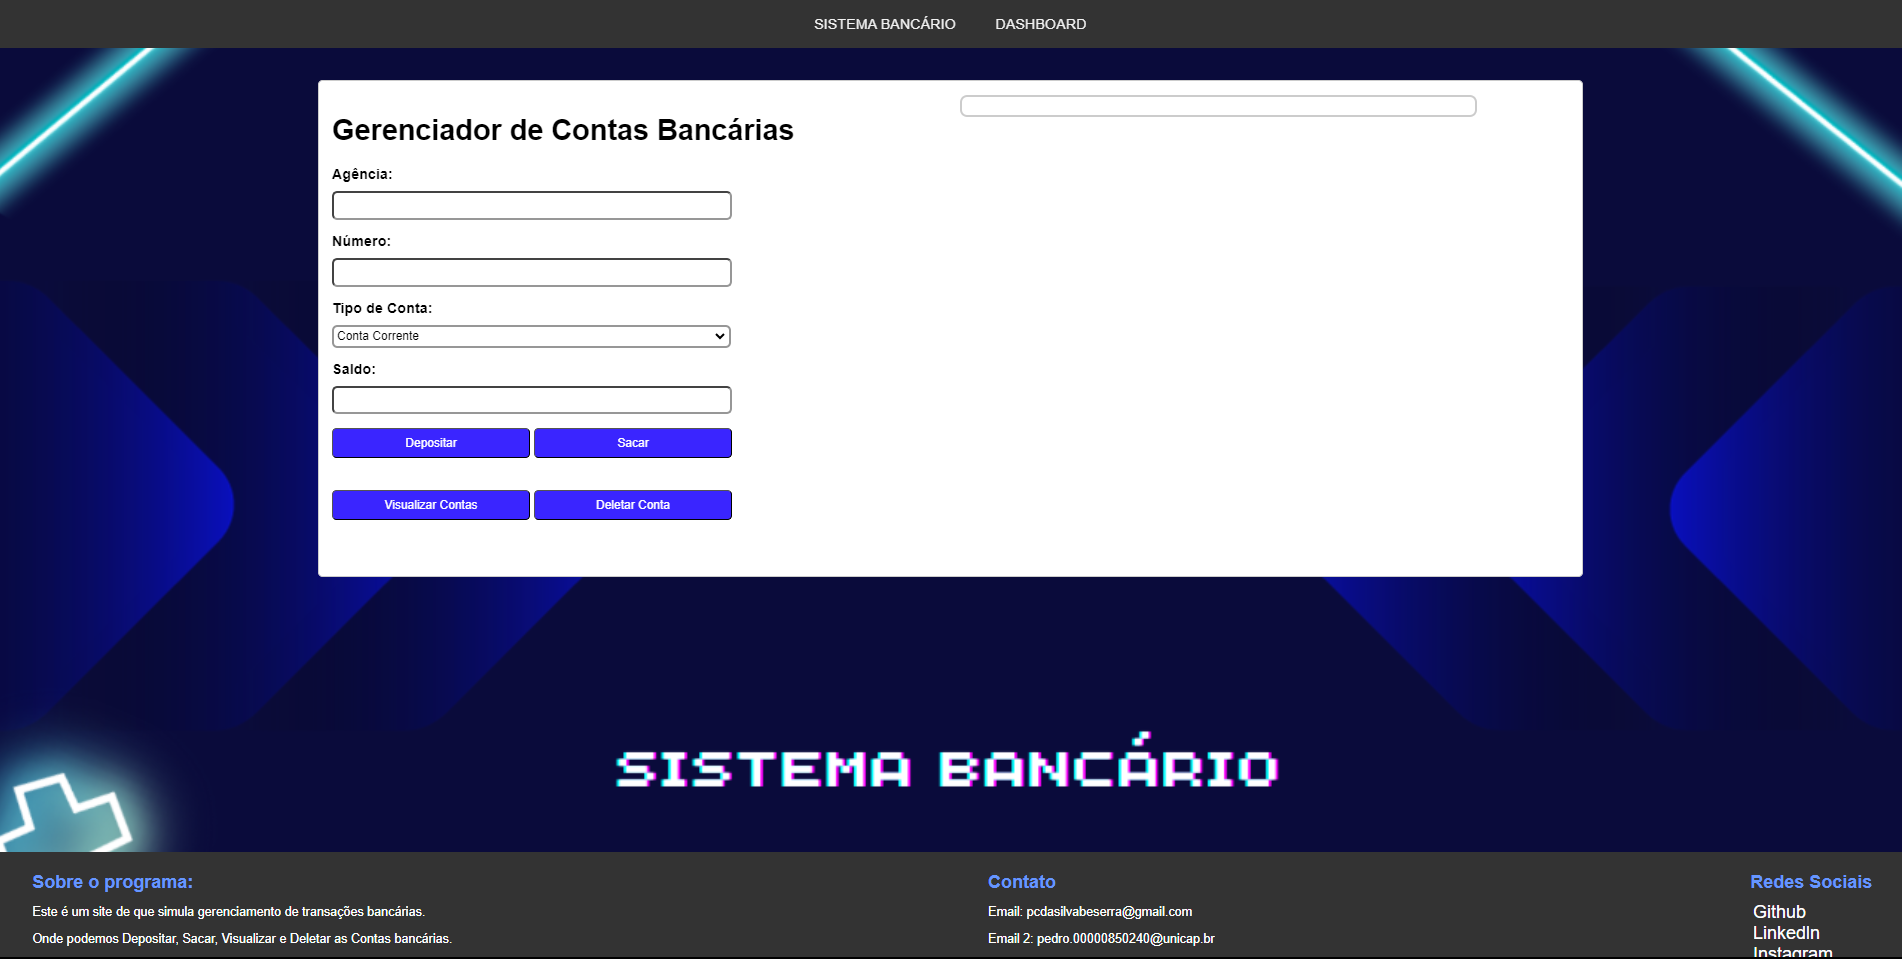 SISTEMA BANCÁRIO DASHBOARD
Gerenciador de Contas Bancárias
Agência:
Número:
Tipo de Conta:
Conta Corrente
Saldo:
Depositar Sacar
Visualizar Contas Deletar Conta
SISTEMA BANCÁRIO
Sobre o programa:
Este é um site de que simula gerenciamento de transações bancárias.
Onde podemos Depositar, Sacar, Visualizar e Deletar as Contas bancárias.
Contato
Email: pcdasilvabeserra@gmail.com
Email 2: pedro.00000850240@unicap.br
Redes Sociais
Github
LinkedIn
Instagram